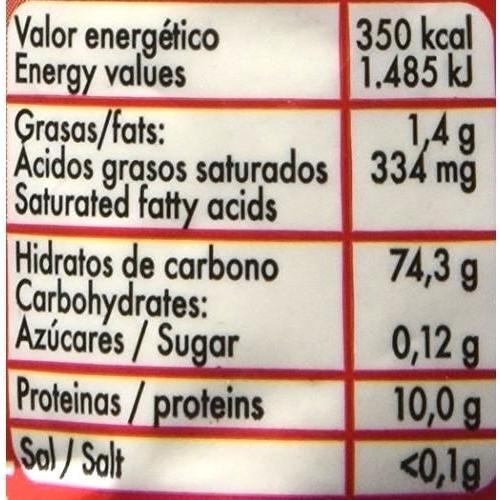 Valor energético 350 kcal
Energy values 1.485 kJ
Grasas/fats: 1,4 g
Ácidos grasos saturados 334 mg
Saturated fatty acids
Hidratos de carbono 74,3 g
Carbohydrates:
Azúcares / Sugar 0,12 g
Proteinas / proteins 10,0 g
Sal / Salt <0,1g